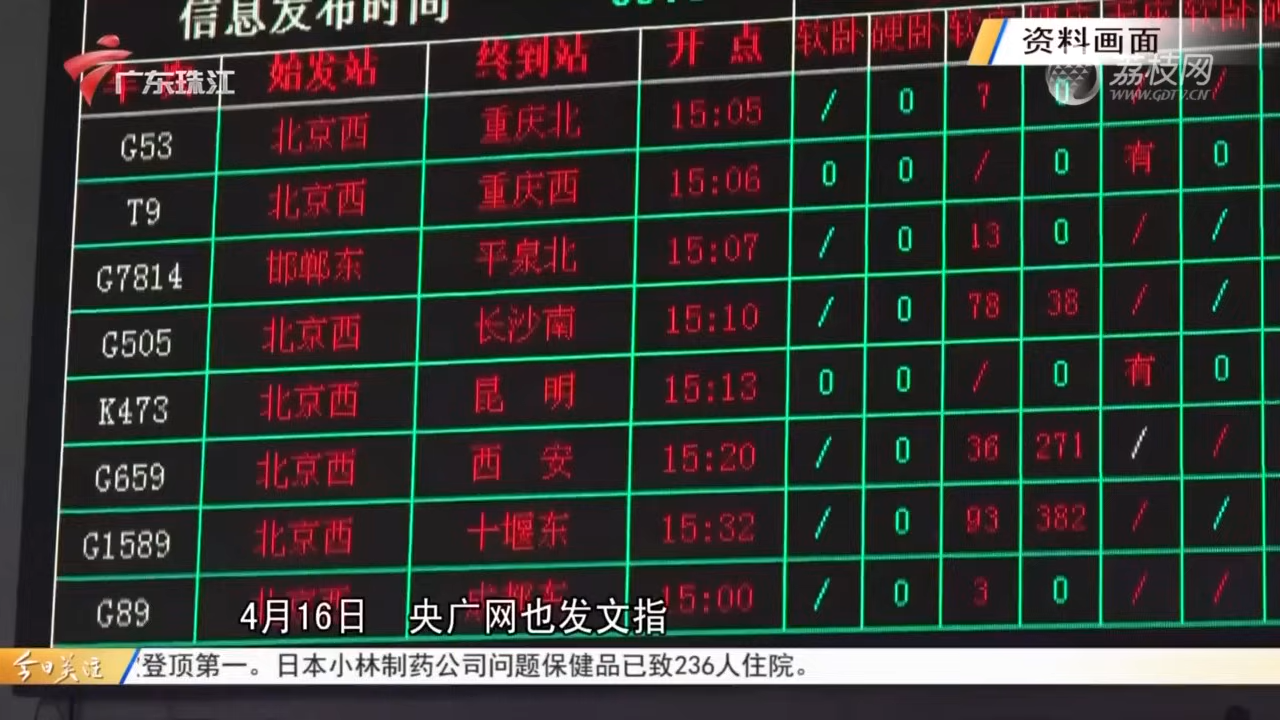 信息发布时间
资料画面
广东珠江
荔枝网
WWW.GDTV.CN
始发站 终到站 开 点 软卧 硬卧
G53 北京西 重庆北 15:05 / 0 7 0 /
T9 北京西 重庆西 15:06 0 0 / 0 有 0
G7814 邯郸东 平泉北 15:07 / 0 13 0 / /
G505 北京西 长沙南 15:10 / 0 78 38 / /
K473 北京西 昆 明 15:13 0 0 / 0 有 0
G659 北京西 西 安 15:20 / 0 36 271 / /
G1589 北京西 十堰东 15:32 / 0 93 382 / /
G89 15:00 / 0 3 0 / /
4月16日 央广网也发文指
今日关注
登顶第一。日本小林制药公司问题保健品已致236人住院。